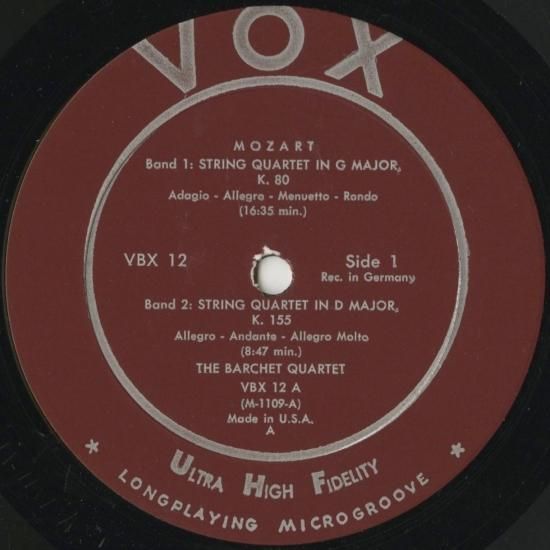 VOX
MOZART
Band 1: STRING QUARTET IN G MAJOR,
K. 80
Adagio - Allegro - Menuetto - Rondo
(16:35 min.)
VBX 12
Side 1
Rec. in Germany
Band 2: STRING QUARTET IN D MAJOR,
K. 155
Allegro - Andante - Allegro Molto
(8:47 min.)
THE BARCHET QUARTET
VBX 12 A
(M-1109-A)
Made in U.S.A.
A
ULTRA HIGH FIDELITY
* LONGPLAYING MICROGROOVE *